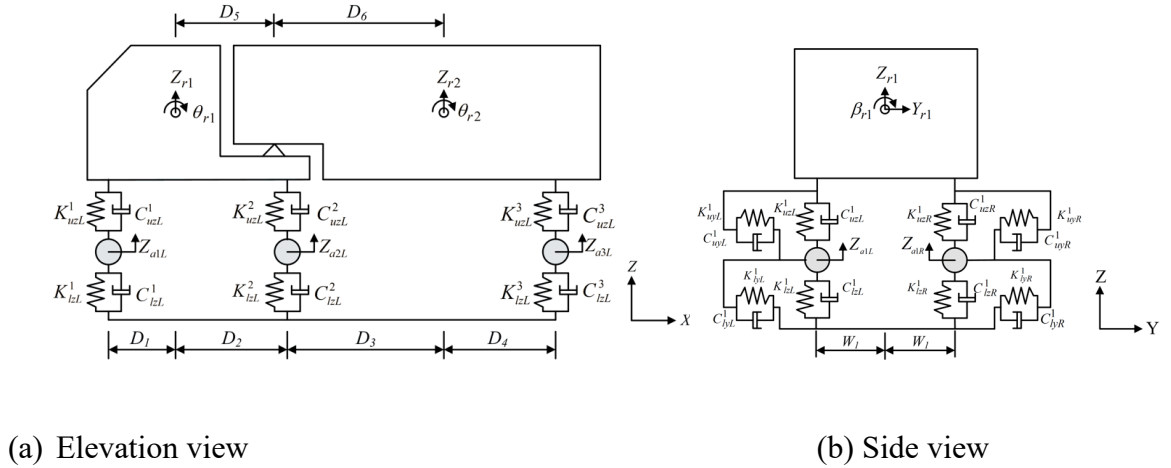 D5 D6
Zr1 θr1 Zr2 θr2
K¹uzL C¹uzL K²uzL C²uzL K³uzL C³uzL
Za1L Za2L Za3L
K¹lzL C¹lzL K²lzL C²lzL K³lzL C³lzL
Z
X
D1 D2 D3 D4
(a) Elevation view
Zr1
βr1 Yr1
K¹uyL K¹uzL C¹uzL K¹uzR C¹uzR K¹uyR
C¹uyL C¹uyR
Za1L Za1R
K¹lyL K¹lzL C¹lzL K¹lzR C¹lzR K¹lyR
C¹lyL C¹lyR
Z
Y
W1 W1
(b) Side view